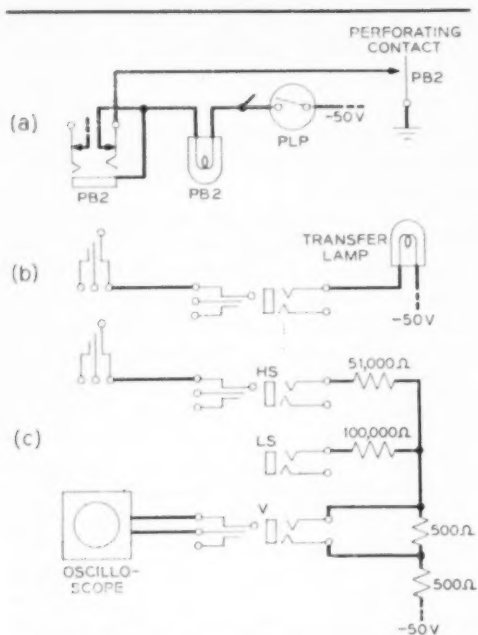 PERFORATING
CONTACT
PB2
(a)
-50V
PLP
PB2
PB2
TRANSFER
LAMP
(b)
-50V
HS
51,000Ω
LS
100,000Ω
(c)
V
500Ω
OSCILLO-
SCOPE
500Ω
-50V